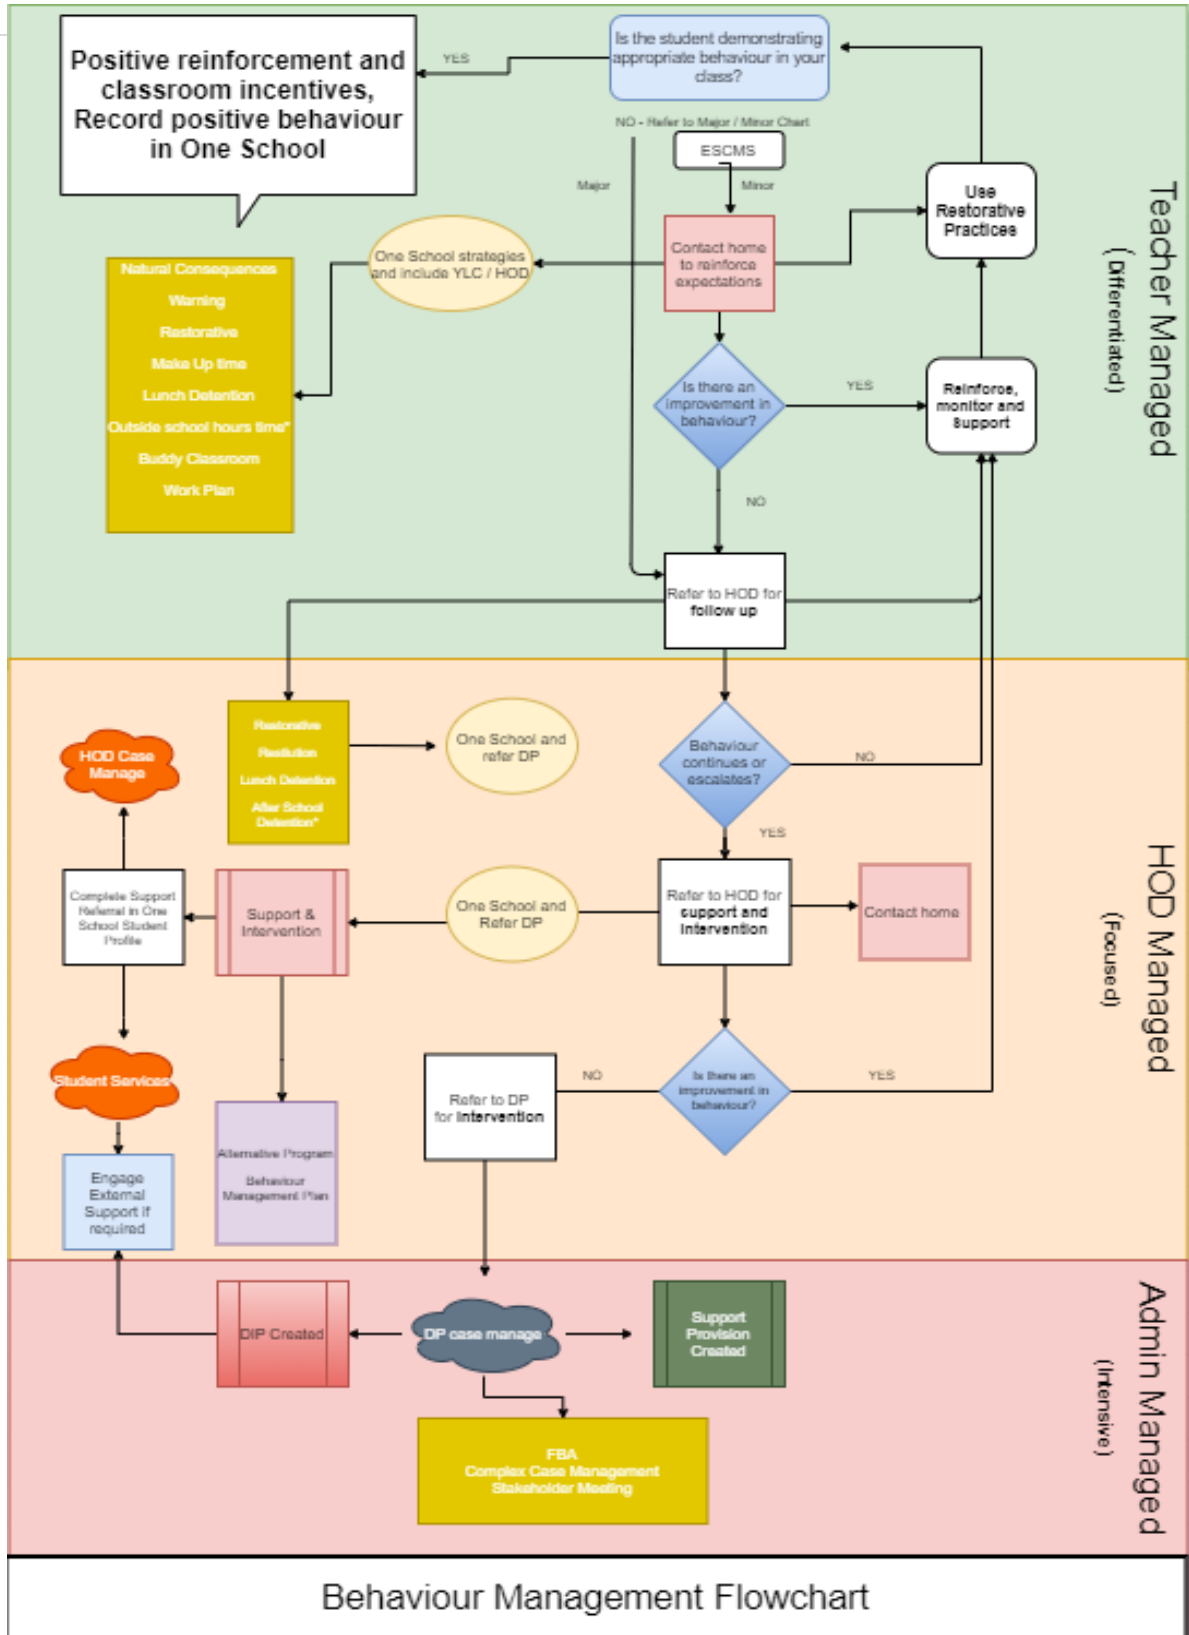 Positive reinforcement and
classroom incentives,
Record positive behaviour
in One School
YES
Is the student demonstrating
appropriate behaviour in your
class?
NO - Refer to Major / Minor Chart
ESCMS
Major
Minor
Use
Restorative
Practices
Teacher Managed
(Differentiated)
One School strategies
and include YLC / HOD
Contact home
to reinforce
expectations
Natural Consequences
Warning
Restorative
Make Up time
Lunch Detention
Outside school hours time*
Buddy Classroom
Work Plan
Is there an
improvement in
behaviour?
YES
Reinforce,
monitor and
Support
NO
Refer to HOD for
follow up
HOD Case
Manage
Restorative
Restiution
Lunch Detention
After School
Detention*
One School and
refer DP
Behaviour
continues or
escalates?
NO
YES
HOD Managed
(Focused)
Complete Support
Referral in One
School Student
Profile
Support &
Intervention
One School and
Refer DP
Refer to HOD for
support and
intervention
Contact home
Student Services
Refer to DP
for intervention
NO
Is there an
improvement in
behaviour?
YES
Engage
External
Support if
required
Alternative Program
Behaviour
Management Plan
DIP Created
DP case manage
Support
Provision
Created
Admin Managed
(Intensive)
FBA
Complex Case Management
Stakeholder Meeting
Behaviour Management Flowchart